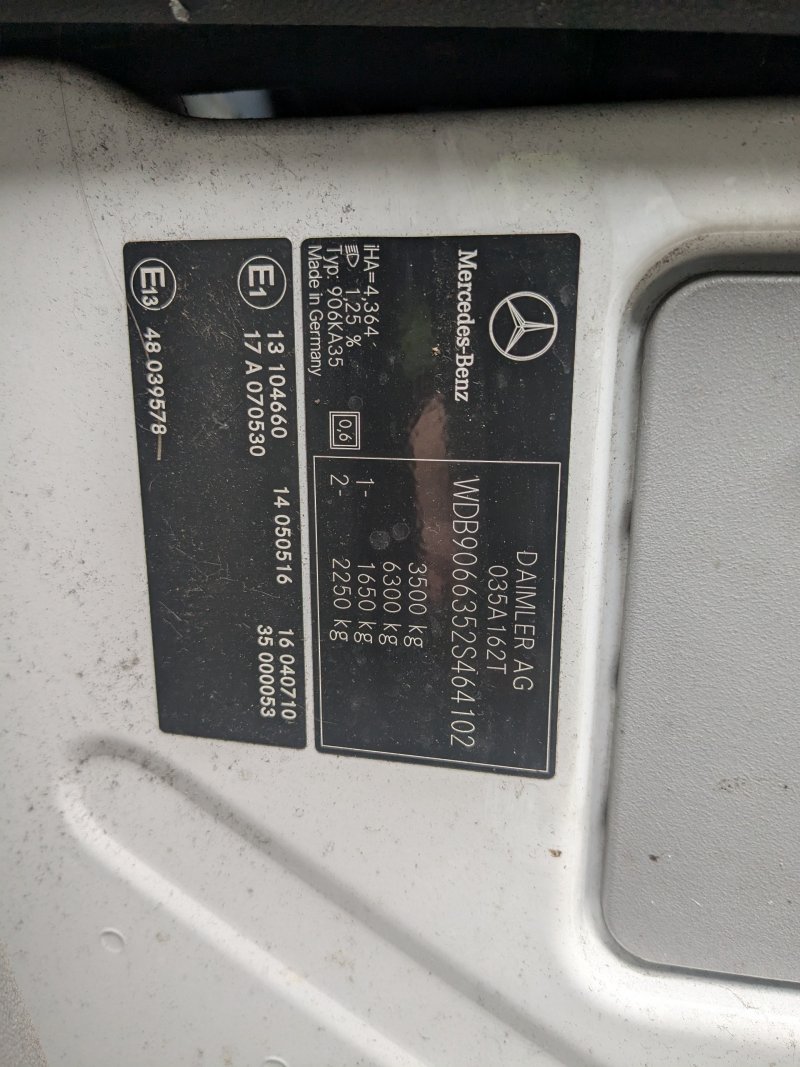 Mercedes-Benz
iHA=4,364
1,25 %
Typ: 906KA35
Made in Germany
0,6
DAIMLER AG
035A162T
WDB9066352S464102
3500 kg
6300 kg
1- 1650 kg
2- 2250 kg
E1 13 104660 14 050516 16 040710
17 A 070530 35 000053
E13 48 039578